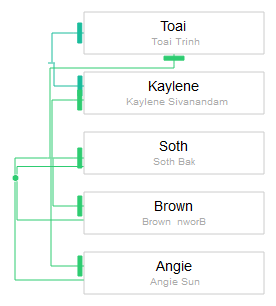 Toai
Toai Trinh
Kaylene
Kaylene Sivanandam
Soth
Soth Bak
Brown
Brown  nworB
Angie
Angie Sun